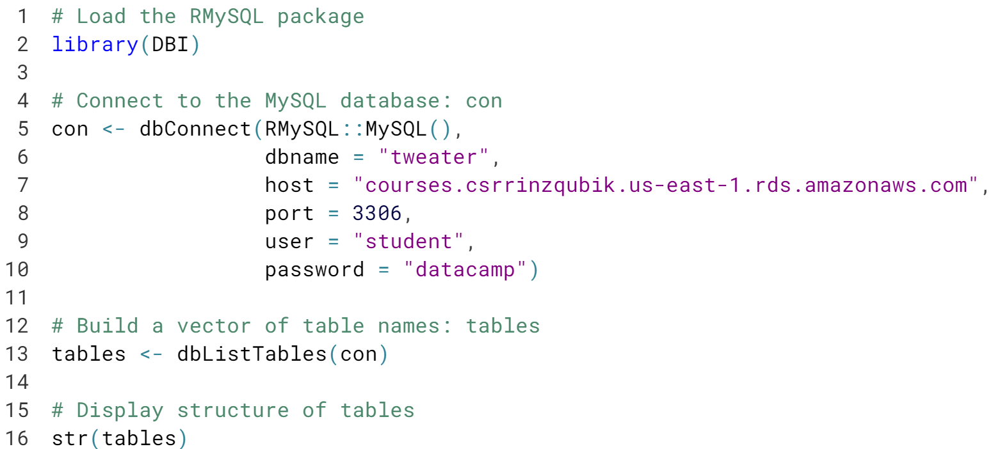 1 # Load the RMySQL package
2 library(DBI)
3
4 # Connect to the MySQL database: con
5 con <- dbConnect(RMySQL::MySQL(),
6 dbname = "tweater",
7 host = "courses.csrrinzqubik.us-east-1.rds.amazonaws.com",
8 port = 3306,
9 user = "student",
10 password = "datacamp")
11
12 # Build a vector of table names: tables
13 tables <- dbListTables(con)
14
15 # Display structure of tables
16 str(tables)